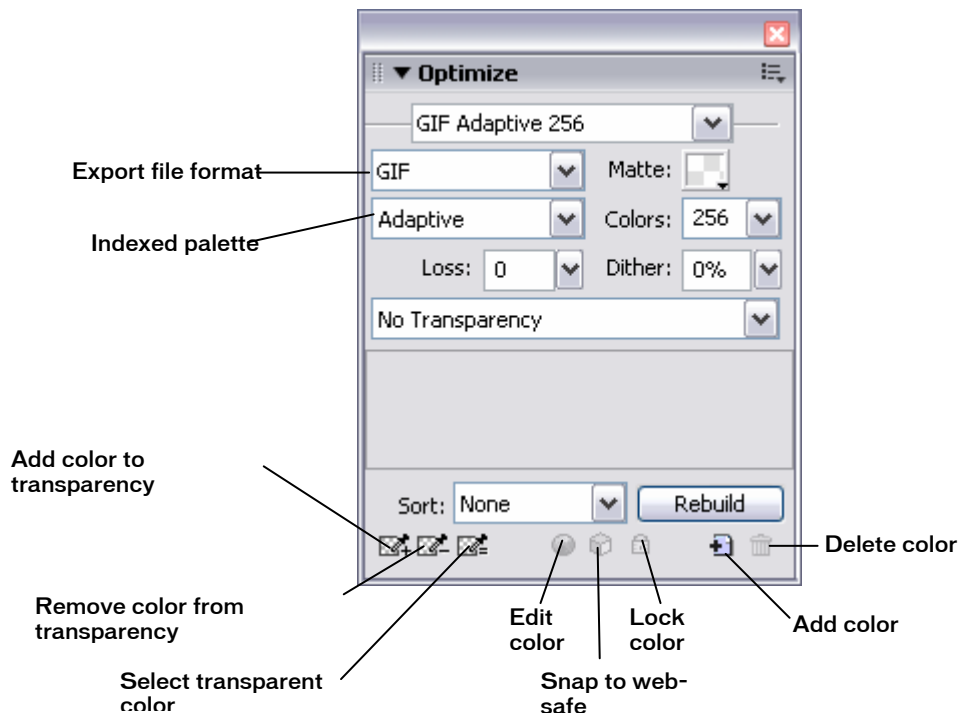 Optimize
GIF Adaptive 256
Export file format
GIF
Matte:
Indexed palette
Adaptive
Colors:
256
Loss:
0
Dither:
0%
No Transparency
Add color to
transparency
Sort:
None
Rebuild
Delete color
Remove color from
transparency
Edit
color
Lock
color
Add color
Select transparent
color
Snap to web-
safe